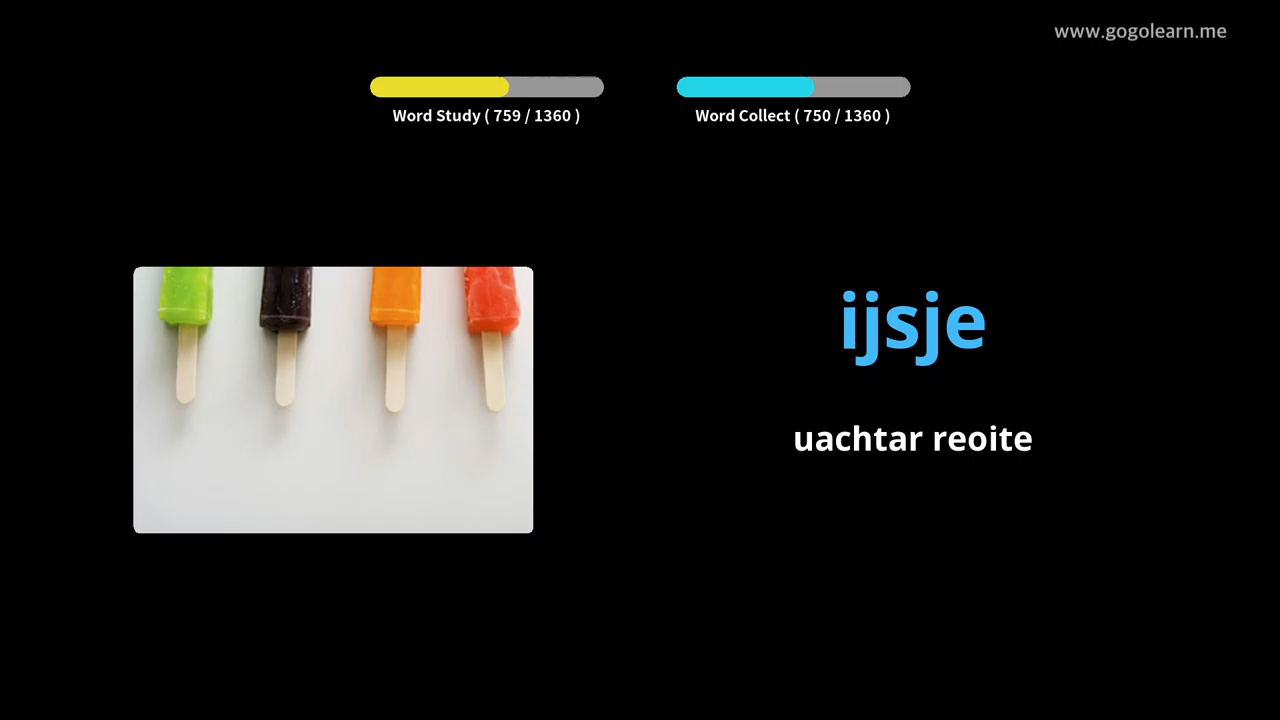 www.gogolearn.me
Word Study ( 759 / 1360 )
Word Collect ( 750 / 1360 )
ijsje
uachtar reoite